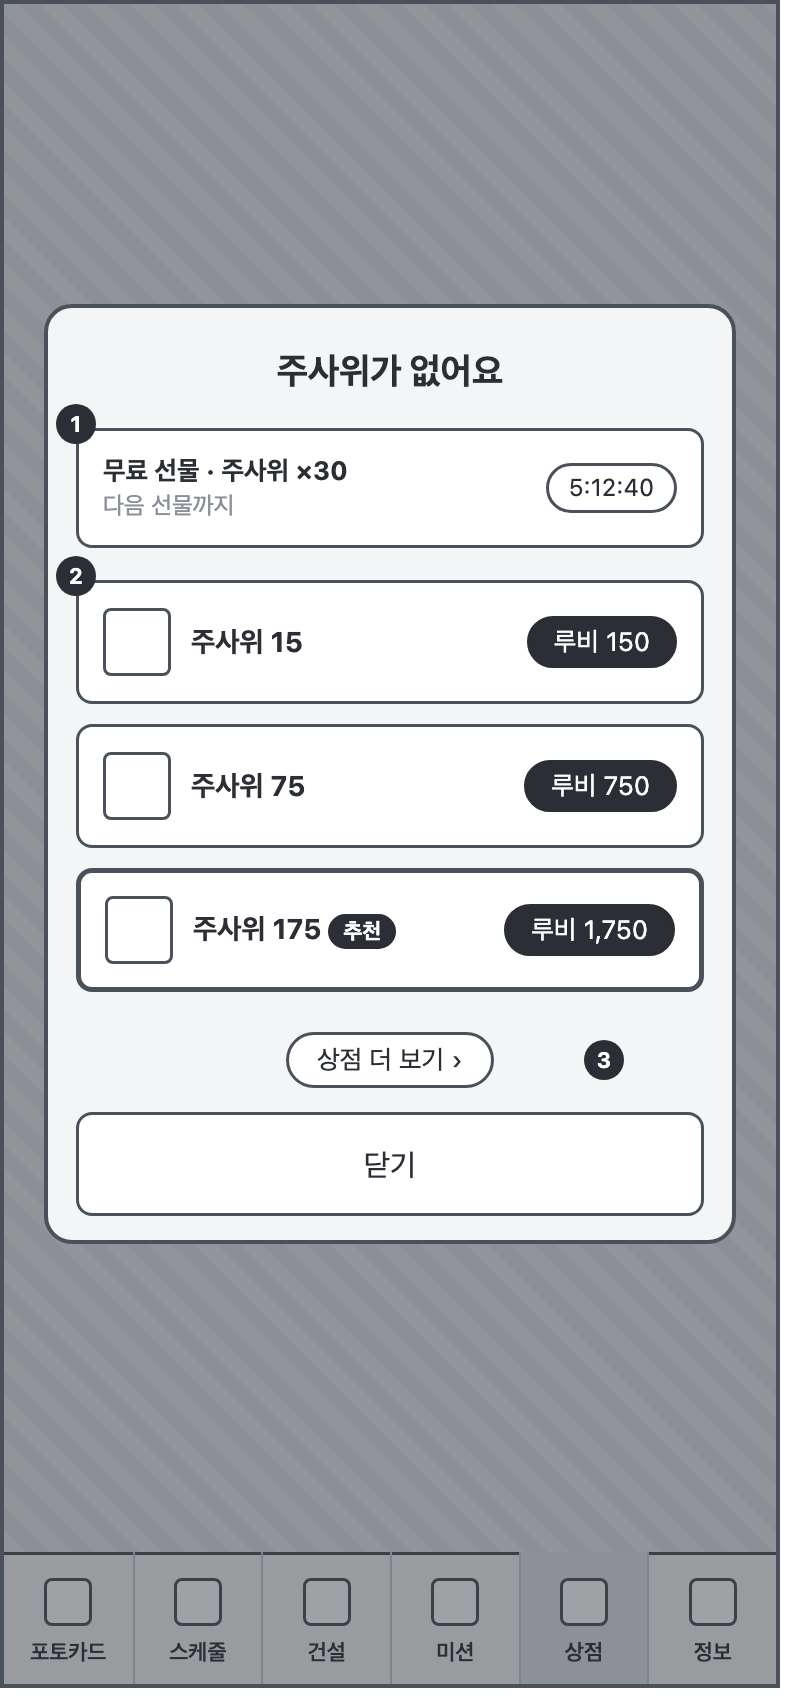 주사위가 없어요
1
무료 선물 · 주사위 ×30
다음 선물까지
5:12:40
2
주사위 15
루비 150
주사위 75
루비 750
주사위 175 추천
루비 1,750
상점 더 보기 ›
3
닫기
포토카드
스케줄
건설
미션
상점
정보